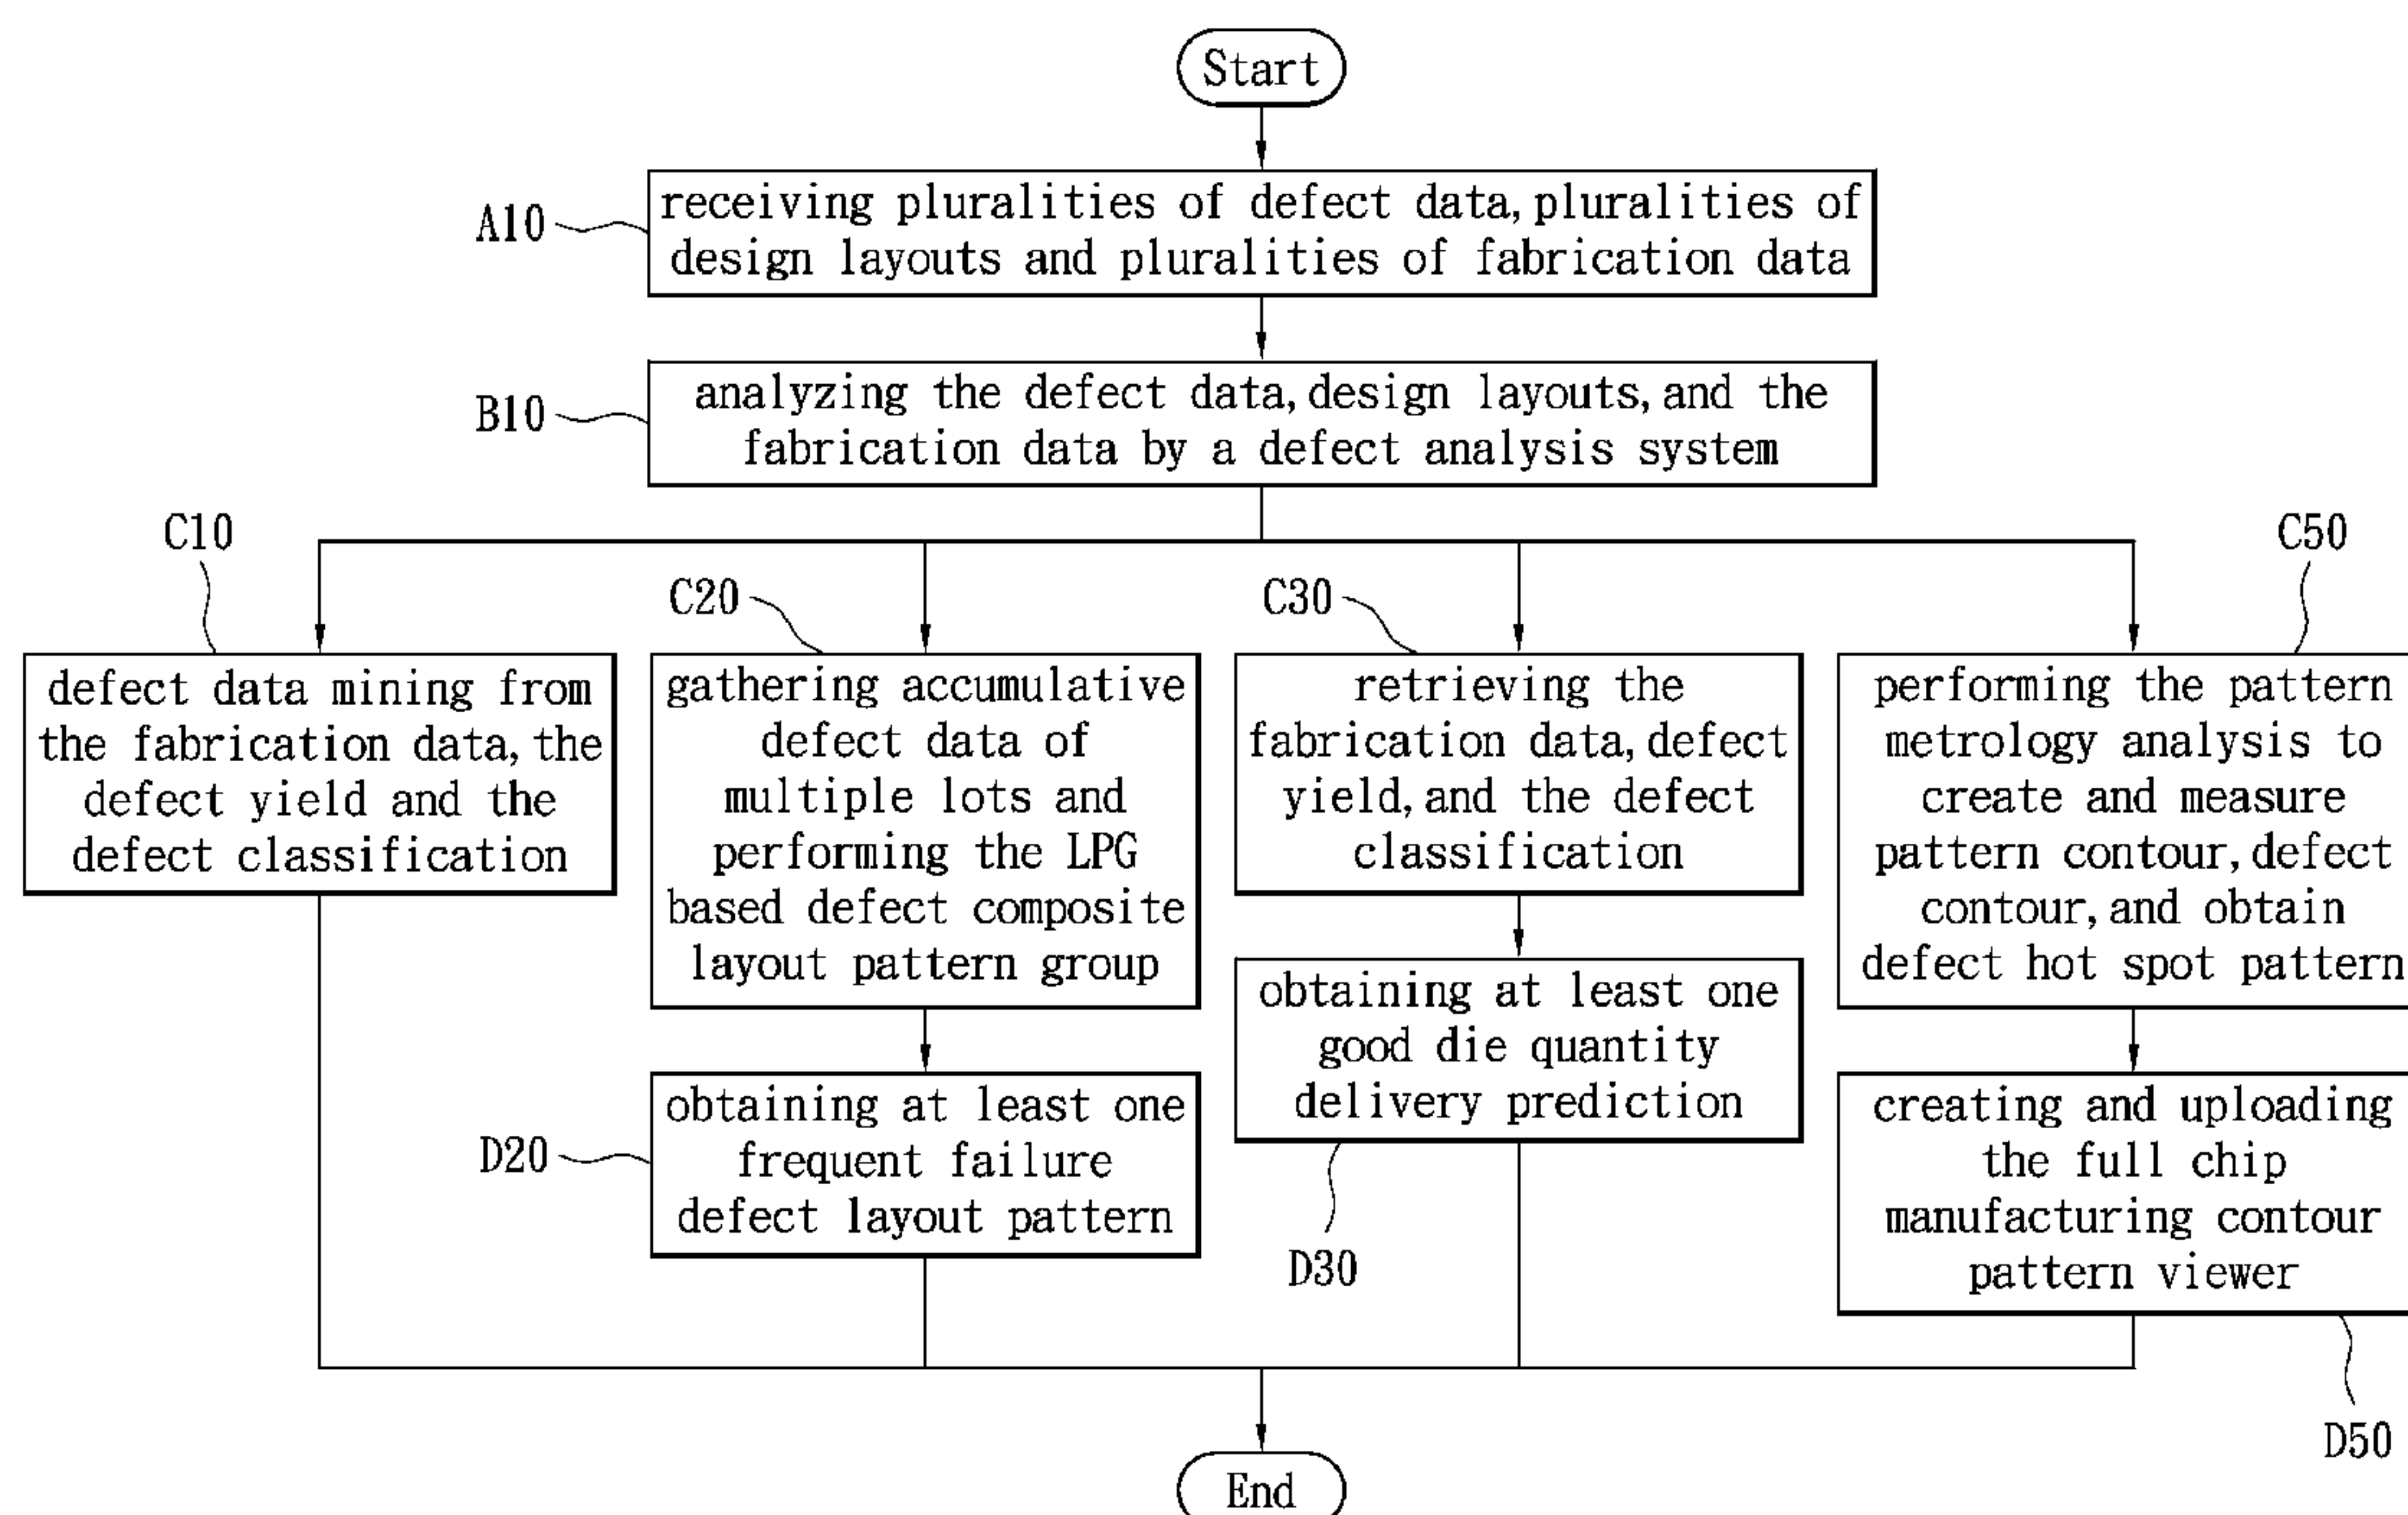 Start
A10
receiving pluralities of defect data, pluralities of
design layouts and pluralities of fabrication data
B10
analyzing the defect data, design layouts, and the
fabrication data by a defect analysis system
C10
defect data mining from
the fabrication data, the
defect yield and the
defect classification
C20
gathering accumulative
defect data of
multiple lots and
performing the LPG
based defect composite
layout pattern group
D20
obtaining at least one
frequent failure
defect layout pattern
C30
retrieving the
fabrication data, defect
yield, and the defect
classification
obtaining at least one
good die quantity
delivery prediction
D30
C50
performing the pattern
metrology analysis to
create and measure
pattern contour, defect
contour, and obtain
defect hot spot pattern
creating and uploading
the full chip
manufacturing contour
pattern viewer
D50
End